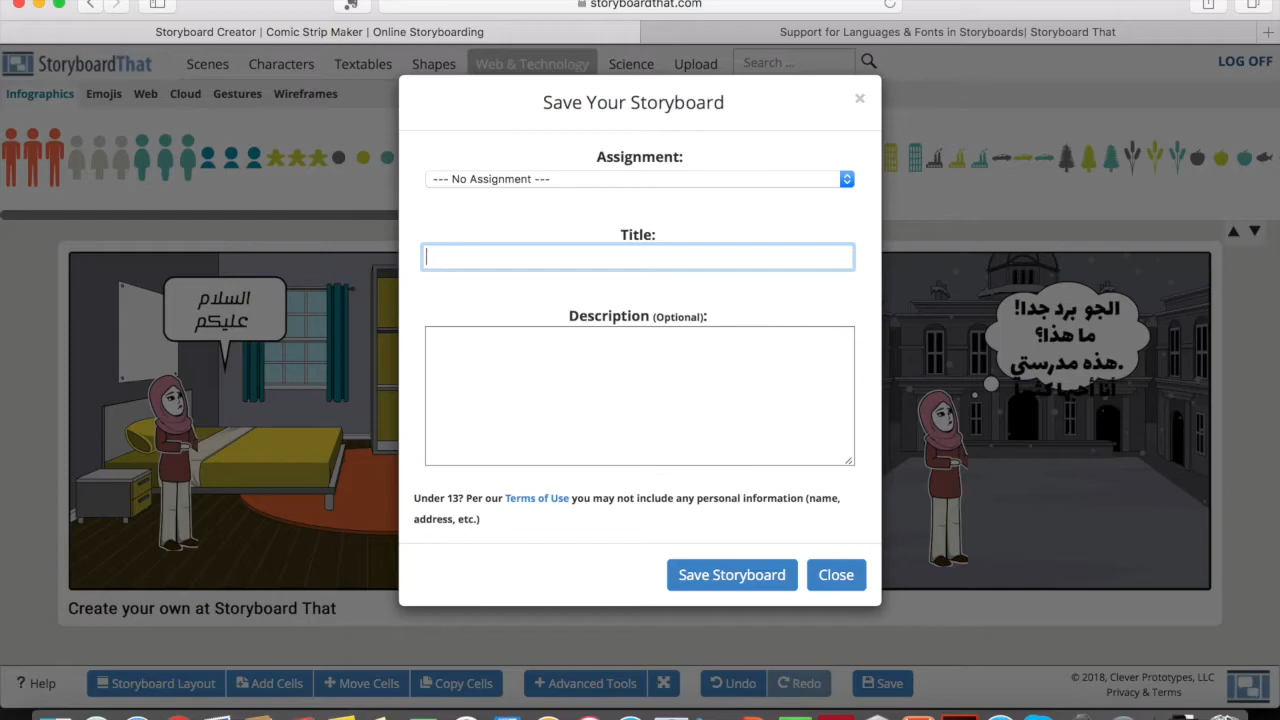 storyboardthat.com
Storyboard Creator | Comic Strip Maker | Online Storyboarding
Support for Languages & Fonts in Storyboards| Storyboard That
StoryboardThat
Scenes
Characters
Textables
Shapes
Web & Technology
Science
Upload
Search ...
LOG OFF
Infographics
Emojis
Web
Cloud
Gestures
Wireframes
Save Your Storyboard
×
Assignment:
--- No Assignment ---
Title:
Description (Optional):
Under 13? Per our Terms of Use you may not include any personal information (name,
address, etc.)
Save Storyboard
Close
السلام
عليكم
الجو برد جدا!
ما هذا؟
هذه مدرستي.
أنا أحبها كثيرا
Create your own at Storyboard That
? Help
Storyboard Layout
Add Cells
Move Cells
Copy Cells
Advanced Tools
Undo
Redo
Save
© 2018, Clever Prototypes, LLC
Privacy & Terms